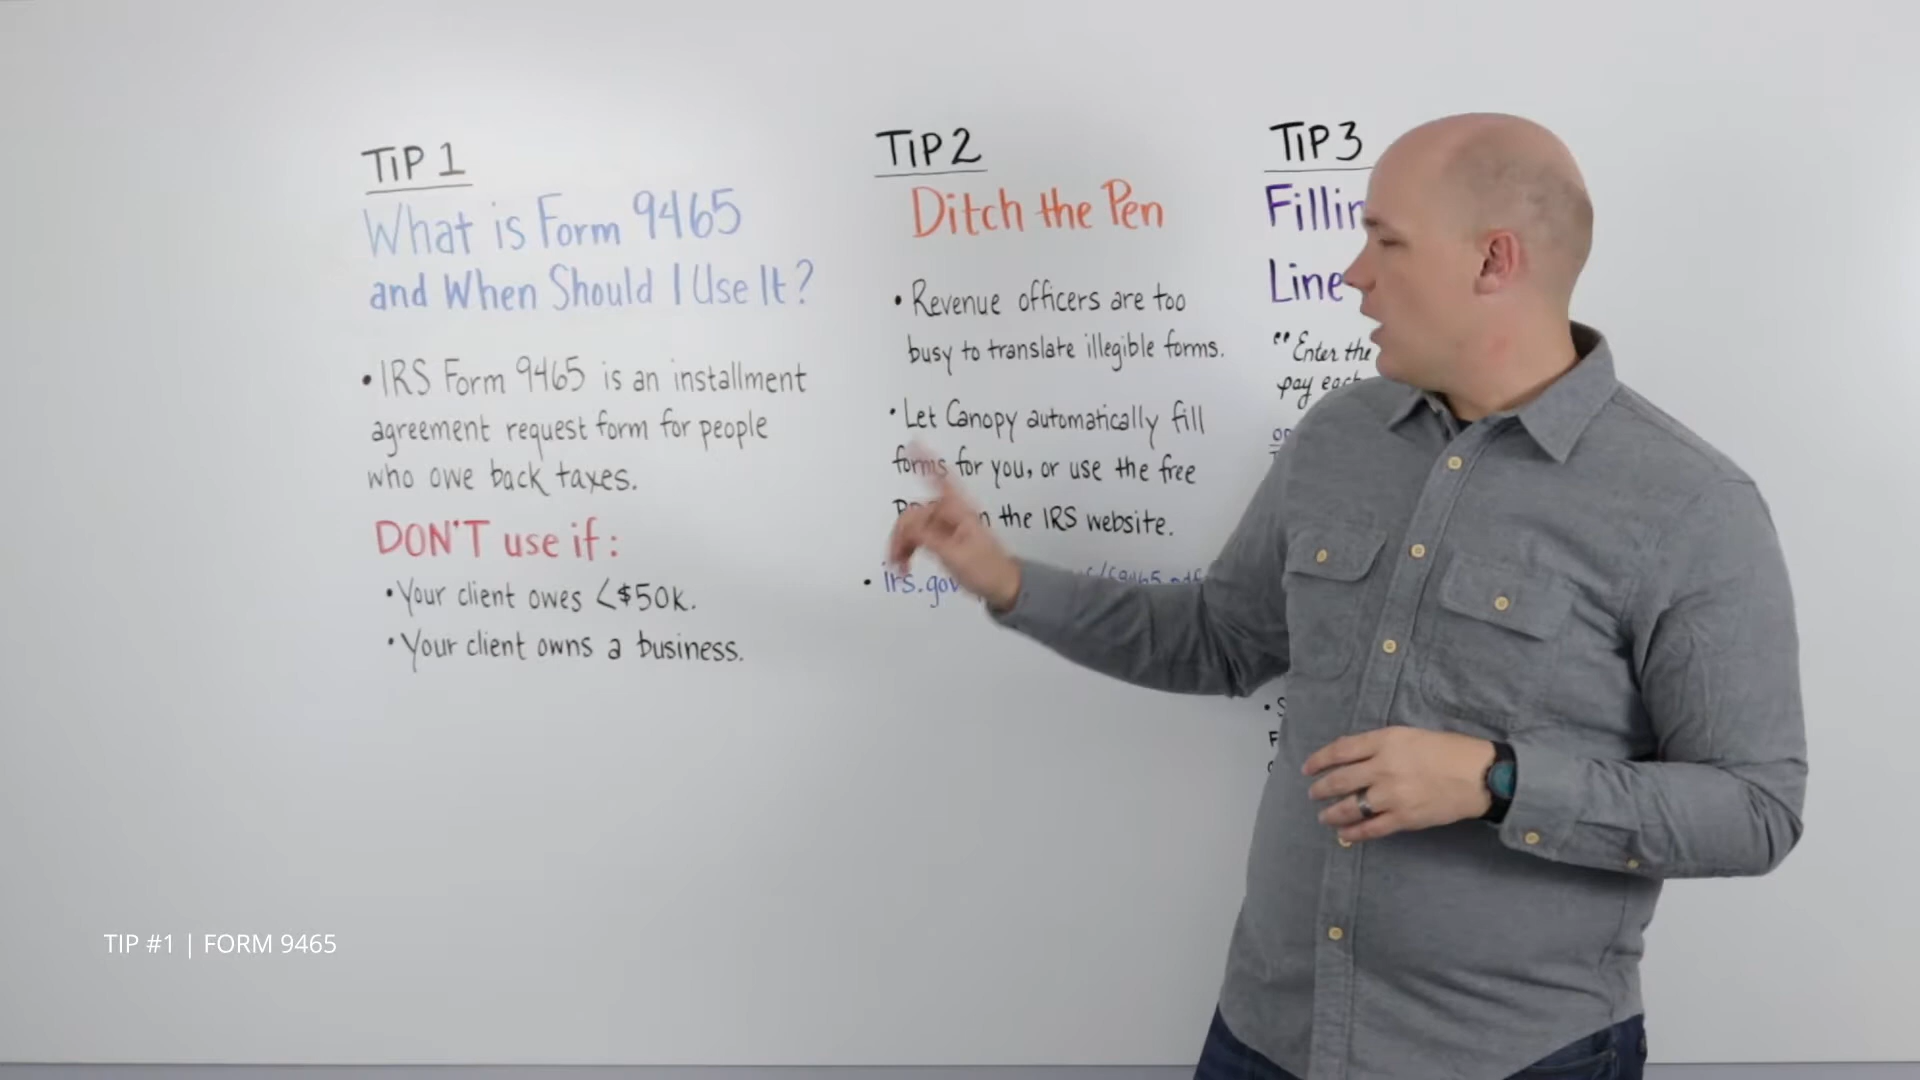 TIP 1
What is Form 9465
and When Should I Use It?
• IRS Form 9465 is an installment
agreement request form for people
who owe back taxes.
DON'T use if:
• Your client owes <$50k.
• Your client owns a business.
TIP 2
Ditch the Pen
• Revenue officers are too
busy to translate illegible forms.
• Let Canopy automatically fill
forms for you, or use the free
the IRS website.
• irs.gov
TIP 3
Line
"Enter the
pay each
TIP #1 | FORM 9465